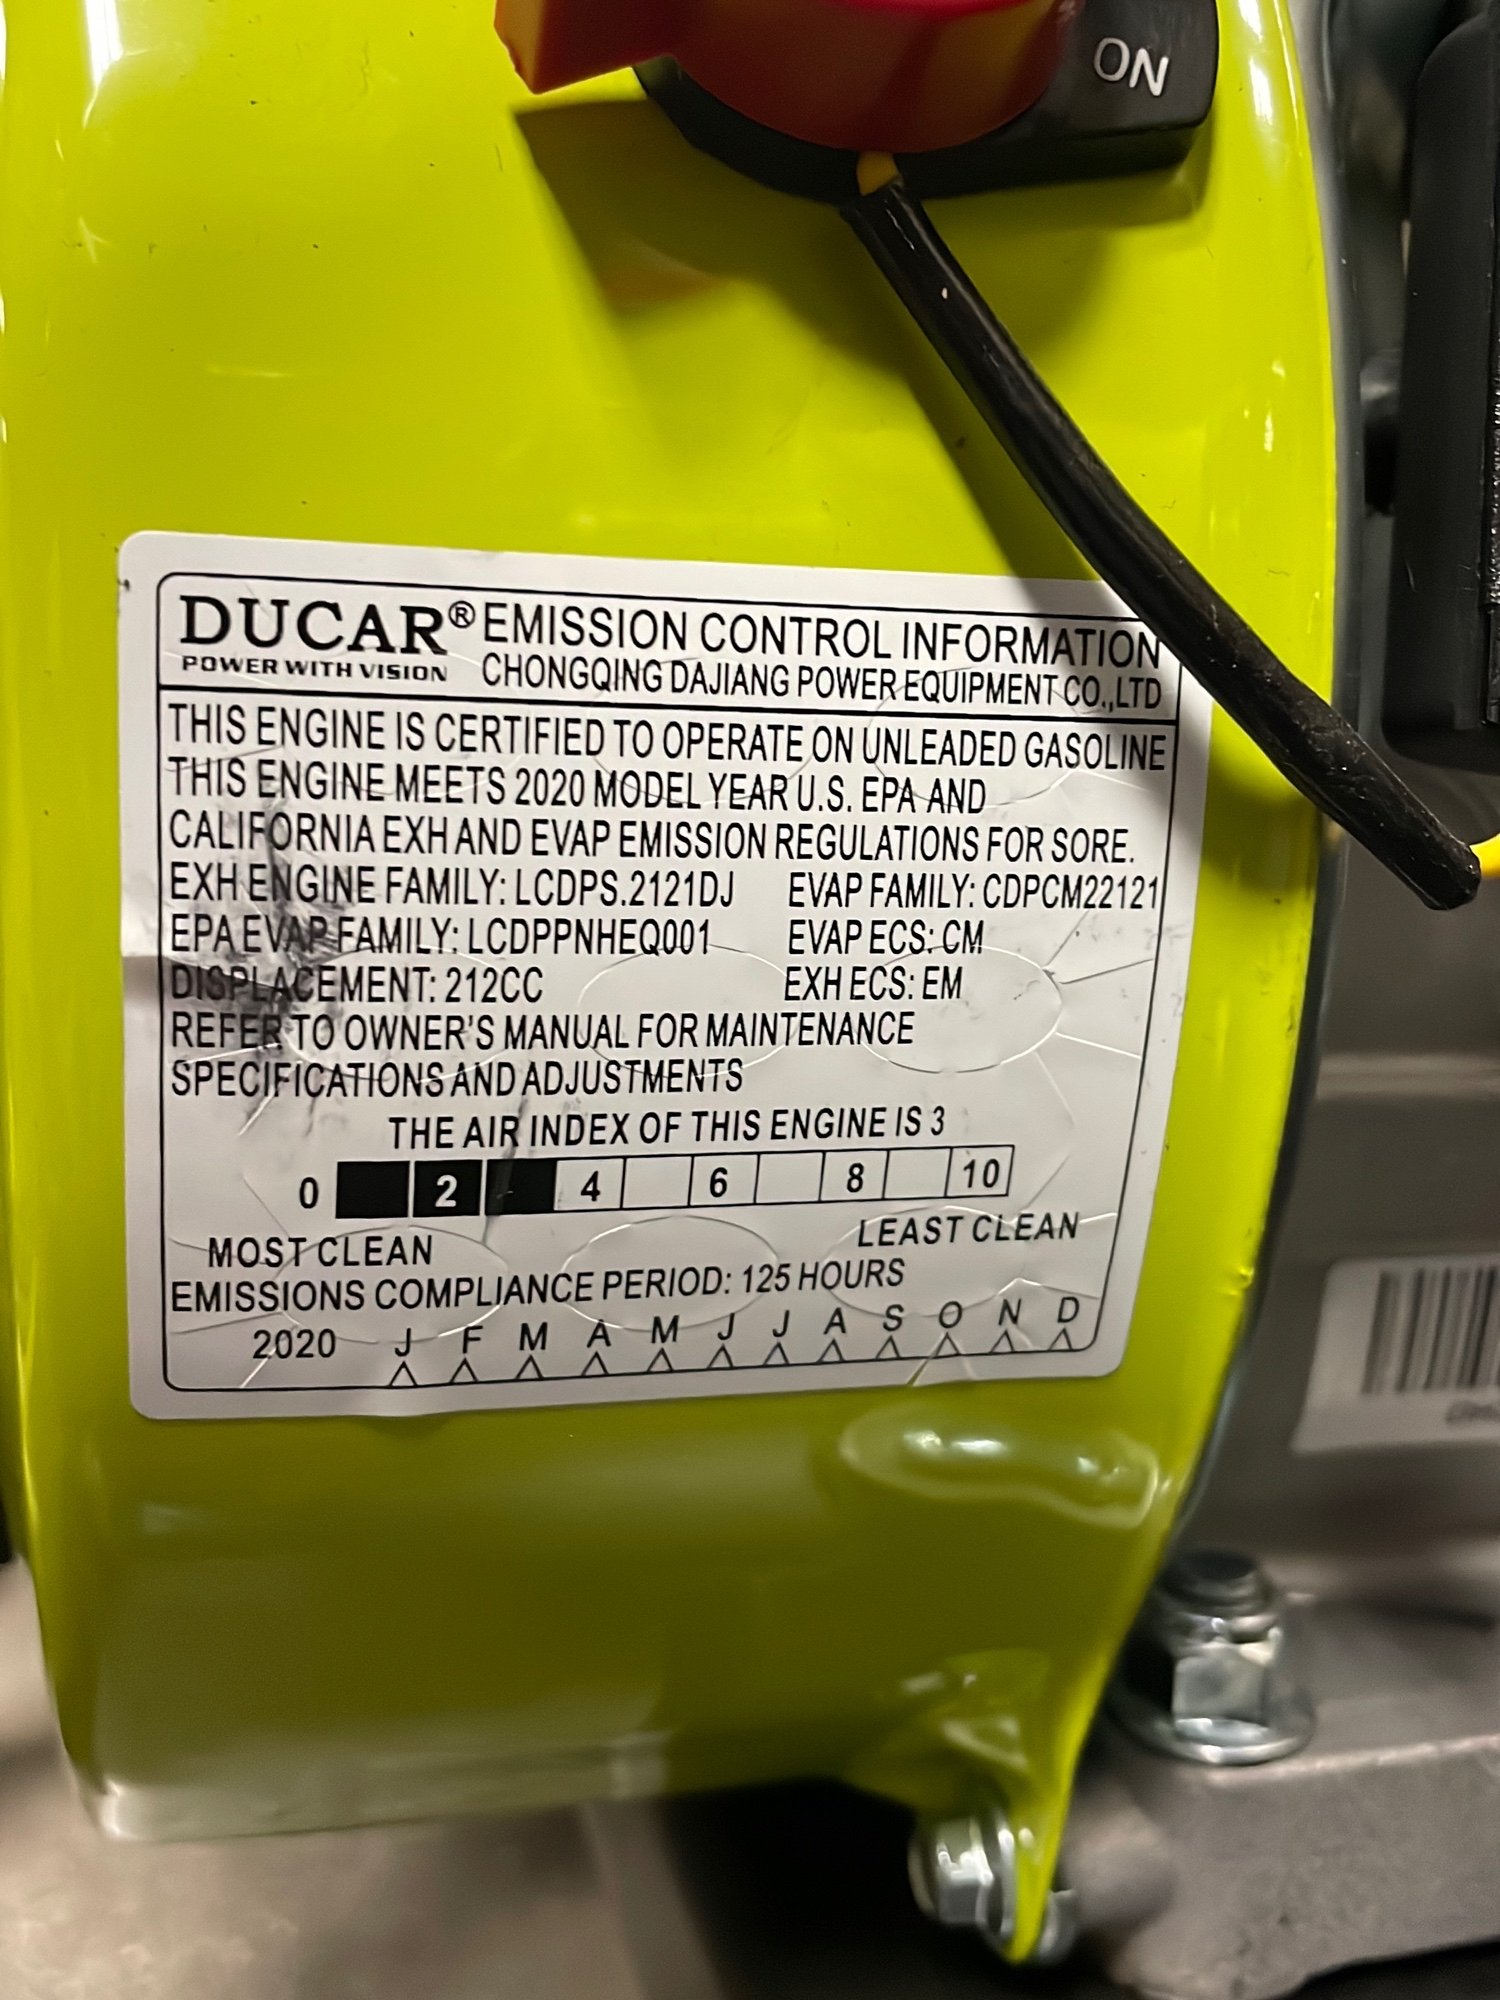 ON
DUCAR® EMISSION CONTROL INFORMATION
POWER WITH VISION CHONGQING DAJIANG POWER EQUIPMENT CO.,LTD
THIS ENGINE IS CERTIFIED TO OPERATE ON UNLEADED GASOLINE
THIS ENGINE MEETS 2020 MODEL YEAR U.S. EPA AND
CALIFORNIA EXH AND EVAP EMISSION REGULATIONS FOR SORE.
EXH ENGINE FAMILY: LCDPS.2121DJ EVAP FAMILY: CDPCM22121
EPA EVAP FAMILY: LCDPPNHEQ001 EVAP ECS: CM
DISPLACEMENT: 212CC EXH ECS: EM
REFER TO OWNER'S MANUAL FOR MAINTENANCE
SPECIFICATIONS AND ADJUSTMENTS
THE AIR INDEX OF THIS ENGINE IS 3
0 2 4 6 8 10
MOST CLEAN LEAST CLEAN
EMISSIONS COMPLIANCE PERIOD: 125 HOURS
2020 J F M A M J J A S O N D